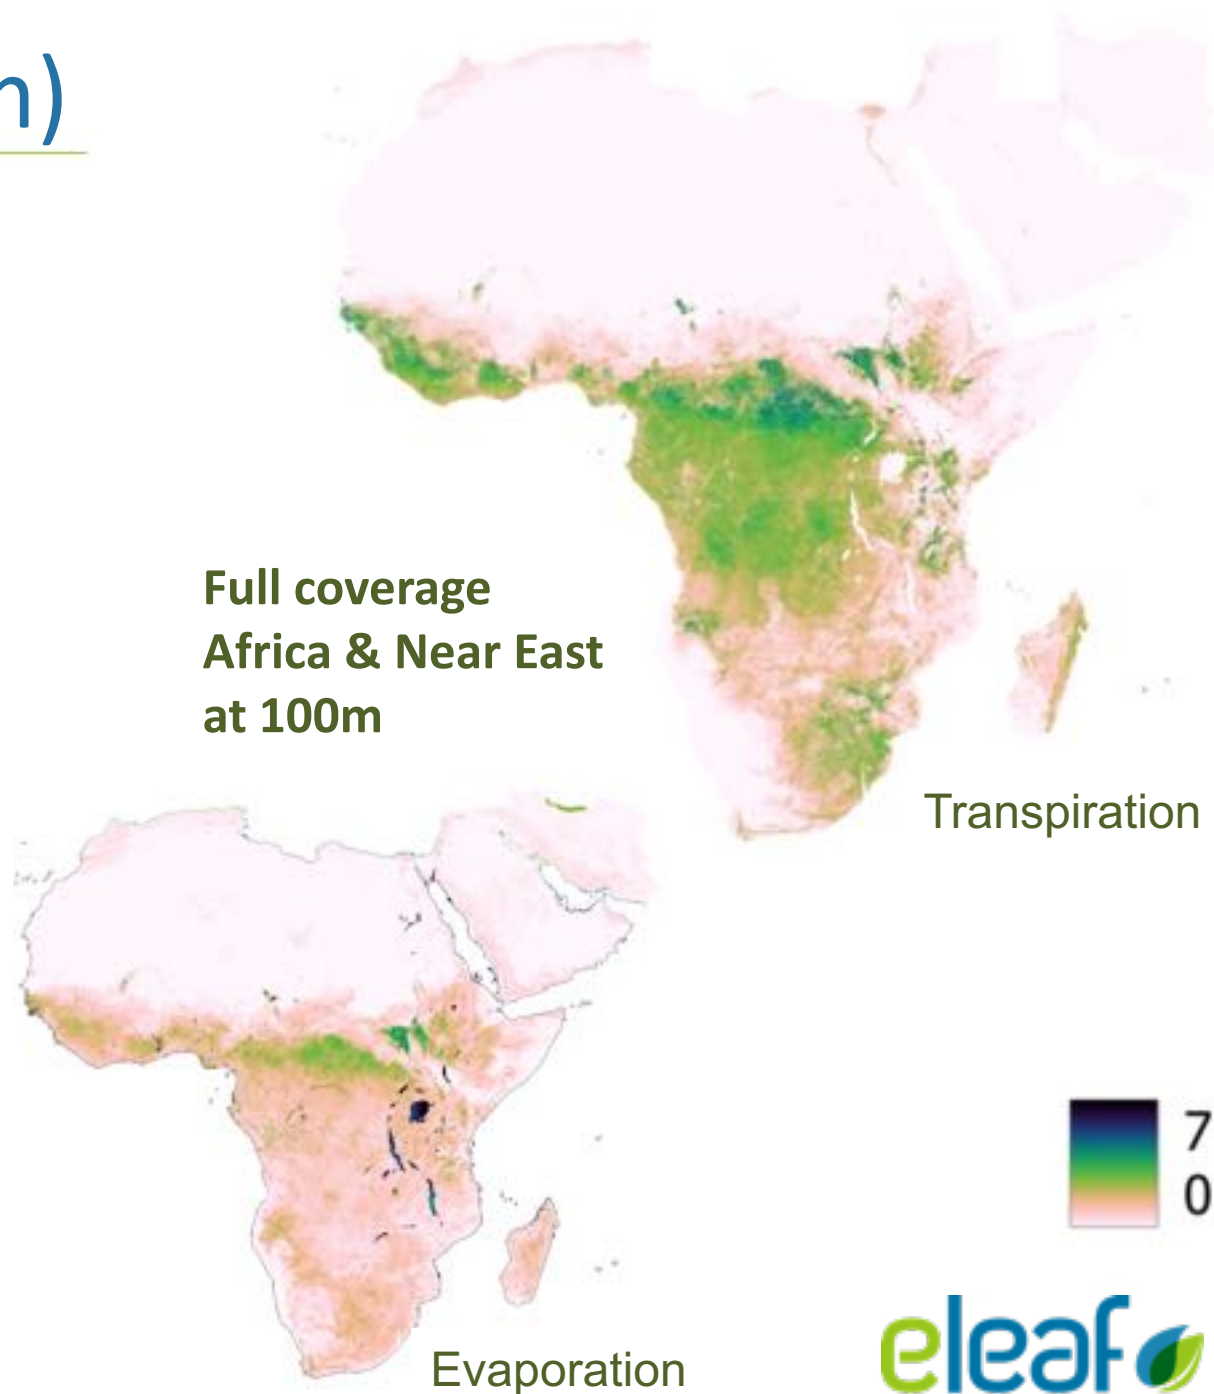 n)
Full coverage
Africa & Near East
at 100m
Transpiration
Evaporation
7
0
eleaf